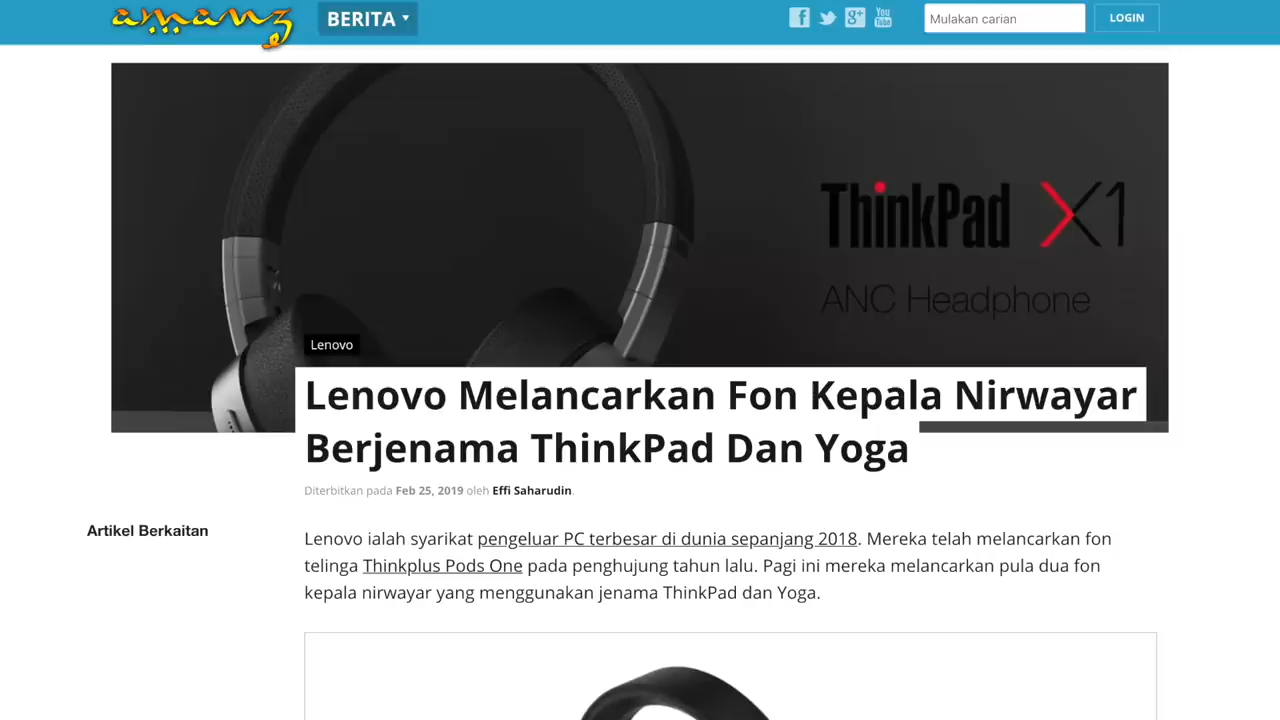 amanz
BERITA
Mulakan carian
LOGIN
ThinkPad X1
ANC Headphone
Lenovo
Lenovo Melancarkan Fon Kepala Nirwayar
Berjenama ThinkPad Dan Yoga
Diterbitkan pada Feb 25, 2019 oleh Effi Saharudin.
Artikel Berkaitan
Lenovo ialah syarikat pengeluar PC terbesar di dunia sepanjang 2018. Mereka telah melancarkan fon
telinga Thinkplus Pods One pada penghujung tahun lalu. Pagi ini mereka melancarkan pula dua fon
kepala nirwayar yang menggunakan jenama ThinkPad dan Yoga.